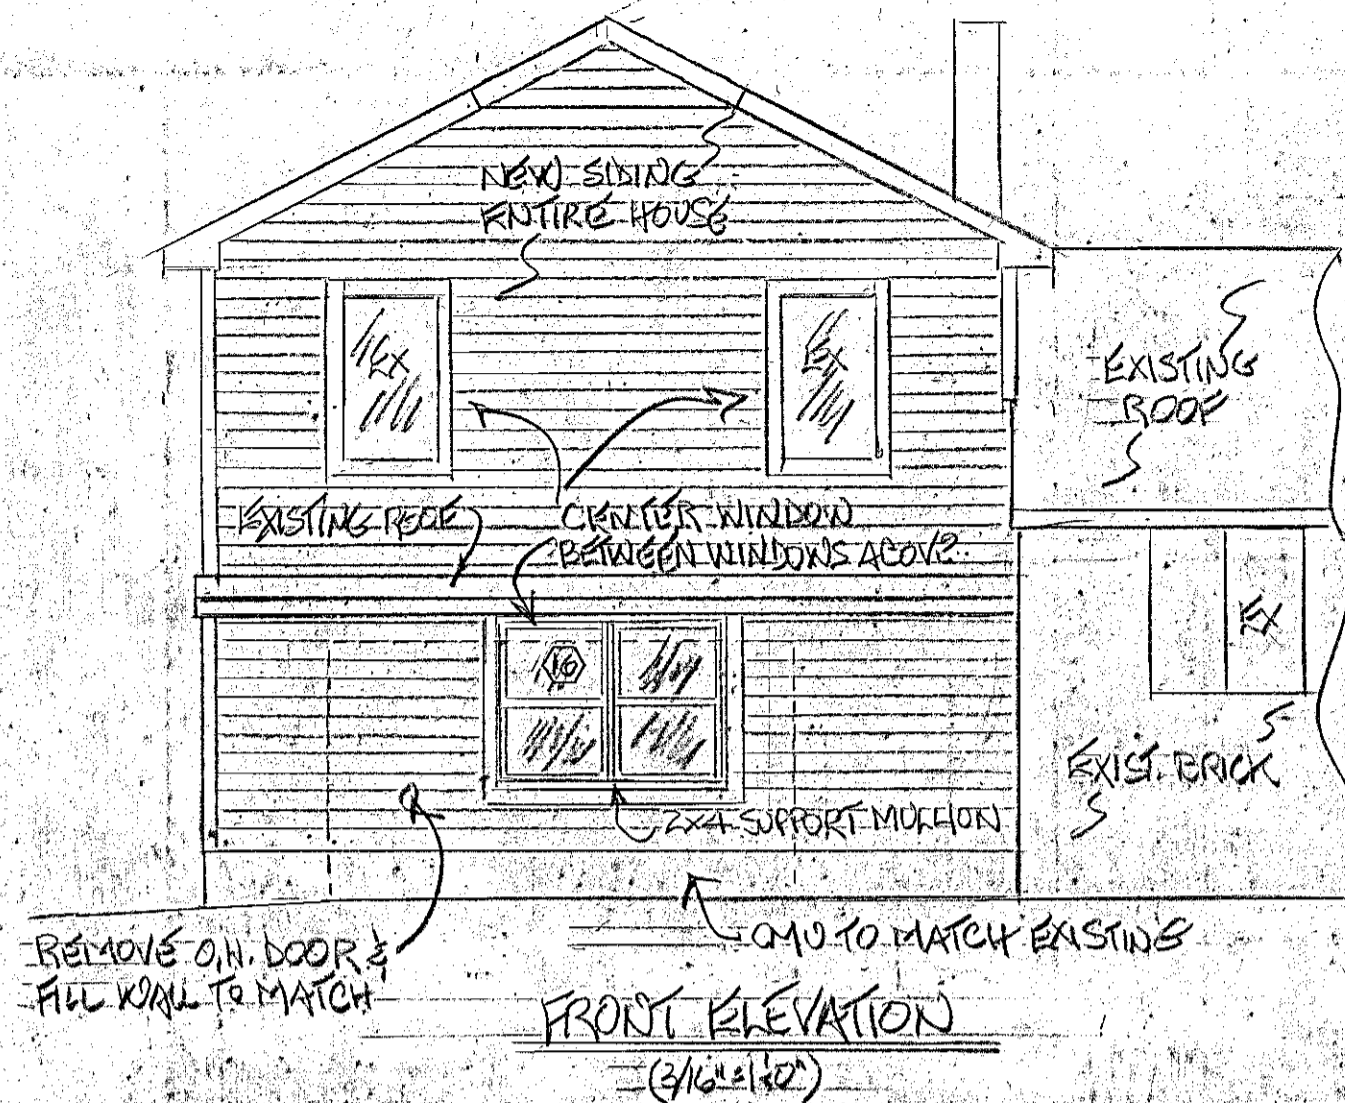 NEW SIDING
ENTIRE HOUSE
EX
EX
EXISTING
ROOF
EXISTING ROOF
CENTER WINDOW
BETWEEN WINDOWS ABOVE
16
EX
EXIST. BRICK
2x4 SUPPORT MULLION
CMU TO MATCH EXISTING
REMOVE O.H. DOOR &
FILL WALL TO MATCH
FRONT ELEVATION
(3/16"=1'-0")